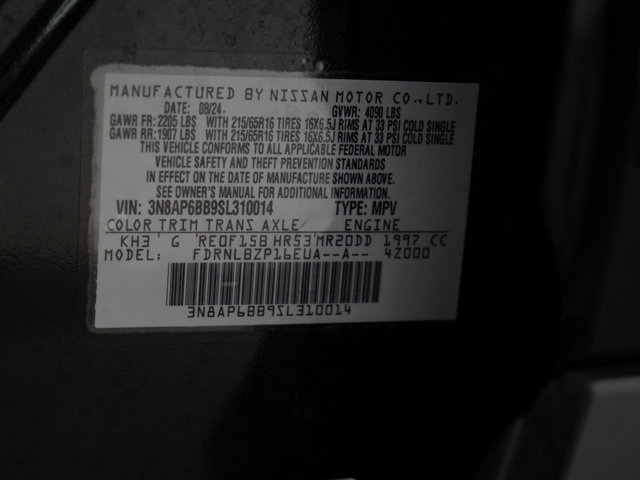 MANUFACTURED BY NISSAN MOTOR CO., LTD.
DATE: 08/24 GVWR: 4090 LBS
GAWR FR: 2205 LBS WITH 215/65R16 TIRES 16X6.5J RIMS AT 33 PSI COLD SINGLE
GAWR RR: 1907 LBS WITH 215/65R16 TIRES 16X6.5J RIMS AT 33 PSI COLD SINGLE
THIS VEHICLE CONFORMS TO ALL APPLICABLE FEDERAL MOTOR
VEHICLE SAFETY AND THEFT PREVENTION STANDARDS
IN EFFECT ON THE DATE OF MANUFACTURE SHOWN ABOVE.
SEE OWNER'S MANUAL FOR ADDITIONAL INFORMATION.
VIN: 3N8AP6BB9SL310014 TYPE: MPV
COLOR TRIM TRANS AXLE ENGINE
KH3 G RE0F15B HR53 MR20DD 1997 CC
MODEL: FDRNLBZP16EUA--A-- 4Z000
3N8AP6BB9SL310014